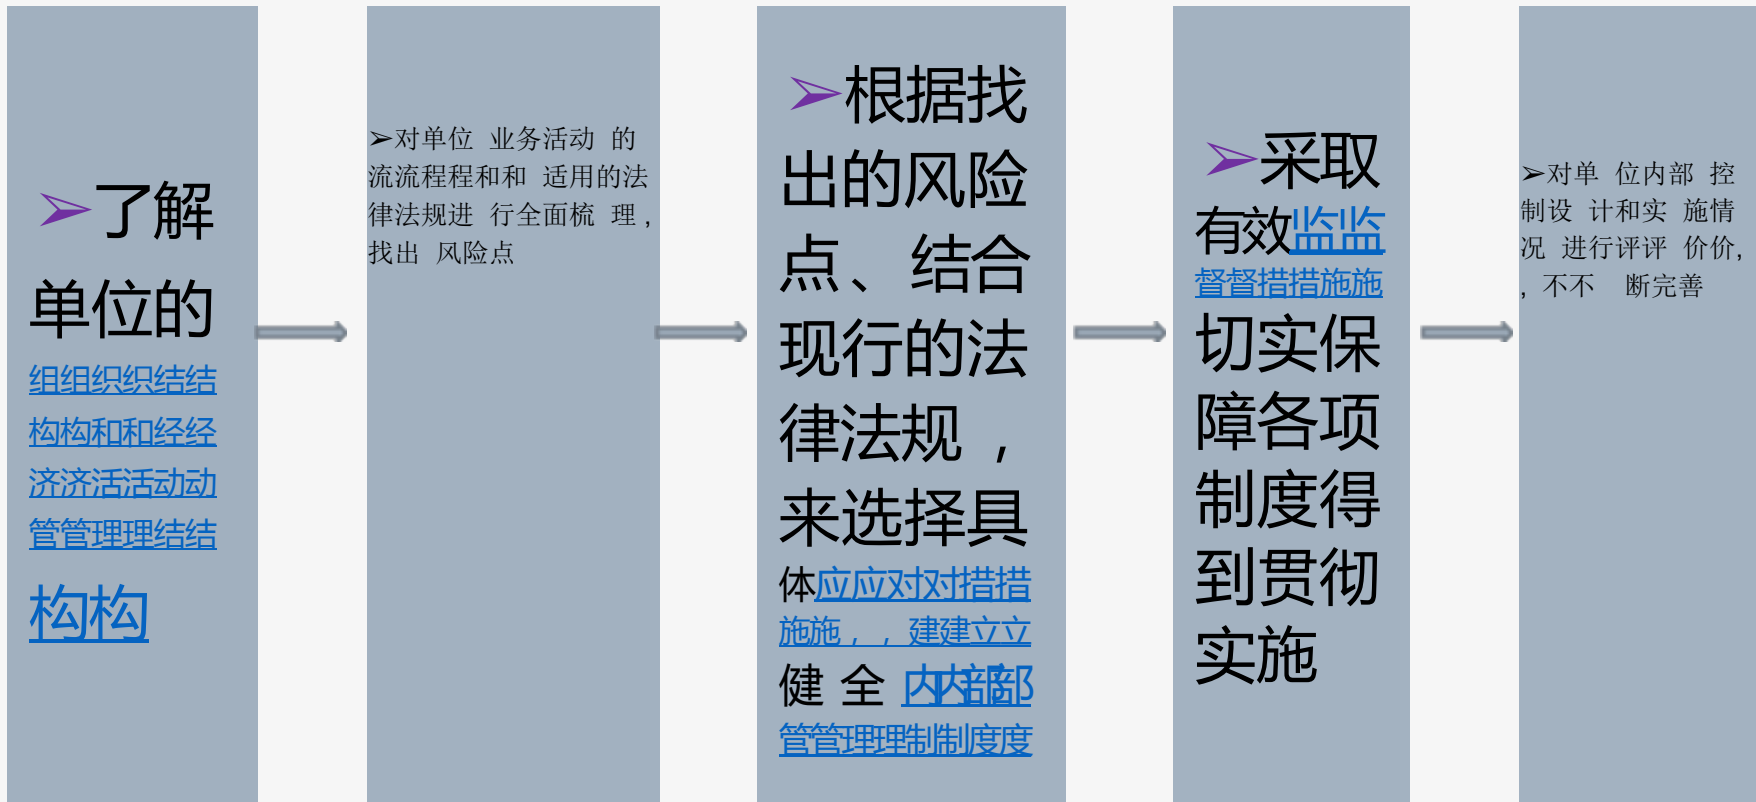 ➢了解
单位的
组组织织结结
构构和和经经
济济活活动动
管管理理结结
构构
➢对单位 业务活动 的
流流程程和和 适用的法
律法规进 行全面梳 理，
找出 风险点
➢根据找
出的风险
点、结合
现行的法
律法规，
来选择具
体应应对对措措
施施，，建建立立
健 全 内内部部
管管理理制制度度
➢采取
有效监监
督督措措施施
切实保
障各项
制度得
到贯彻
实施
➢对单 位内部 控
制设 计和实 施情
况 进行评评 价价，
，不不 断完善